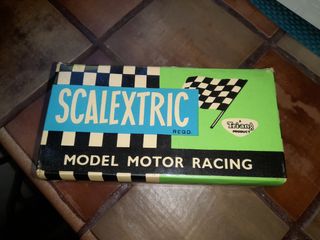 SCALEXTRIC
REGD.
Tri-ang
PRODUCT
MODEL MOTOR RACING